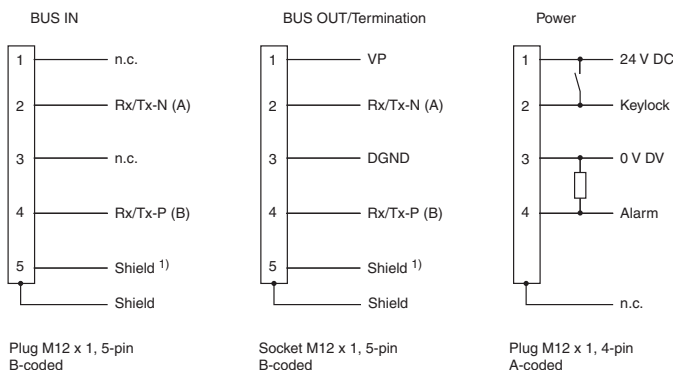 BUS IN
1 n.c.
2 Rx/Tx-N (A)
3 n.c.
4 Rx/Tx-P (B)
5 Shield 1)
Shield
Plug M12 x 1, 5-pin
B-coded
BUS OUT/Termination
1 VP
2 Rx/Tx-N (A)
3 DGND
4 Rx/Tx-P (B)
5 Shield 1)
Shield
Socket M12 x 1, 5-pin
B-coded
Power
1 24 V DC
2 Keylock
3 0 V DV
4 Alarm
n.c.
Plug M12 x 1, 4-pin
A-coded